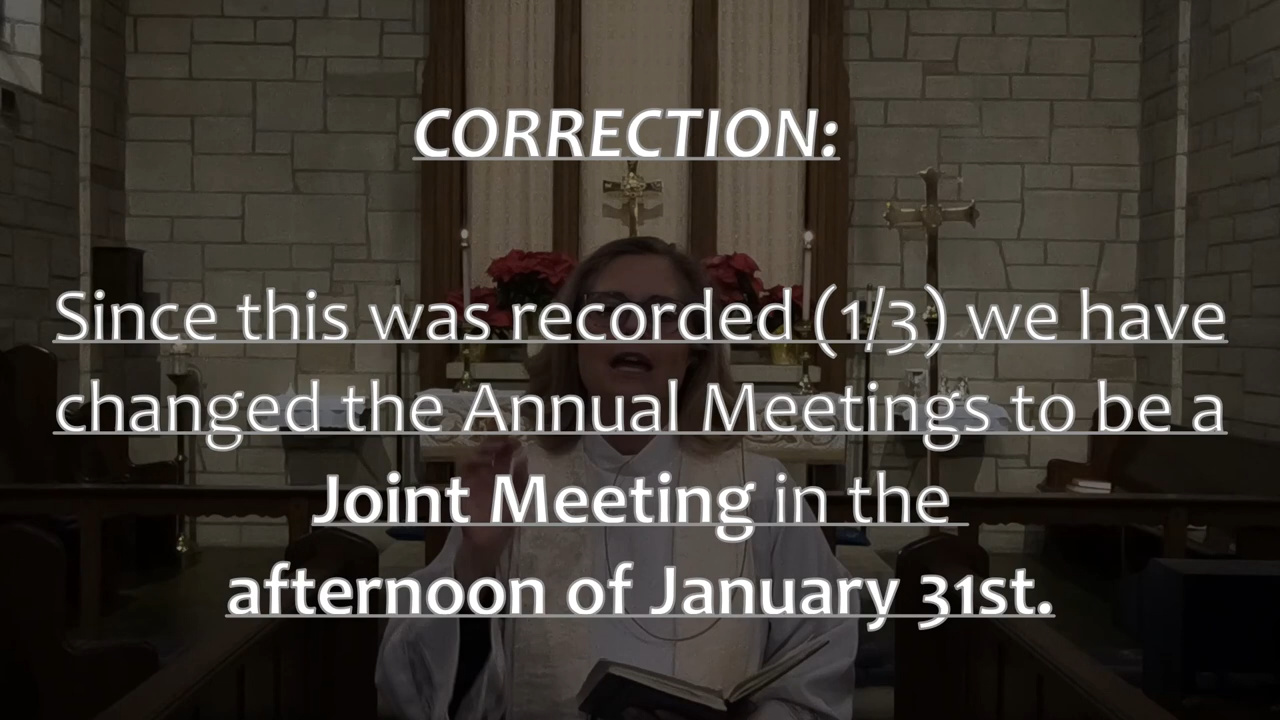 CORRECTION:
Since this was recorded (1/3) we have
changed the Annual Meetings to be a
Joint Meeting in the
afternoon of January 31st.